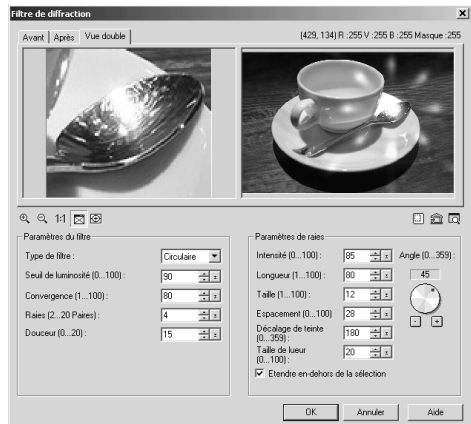 Filtre de diffraction
Avant Après Vue double (429, 134) R :255 V :255 B :255 Masque :255
1:1
Paramètres du filtre
Type de filtre : Circulaire
Seuil de luminosité (0...100) : 90
Convergence (1...100) : 80
Raies (2...20 Paires) : 4
Douceur (0...20) : 15
Paramètres de raies
Intensité (0...100) : 85 Angle (0...359) :
Longueur (1...100) : 80 45
Taille (1...100) : 12
Espacement (0...100) 28
Décalage de teinte
(0...359) : 180
Taille de lueur
(0...100) : 20
Etendre en-dehors de la sélection
OK Annuler Aide